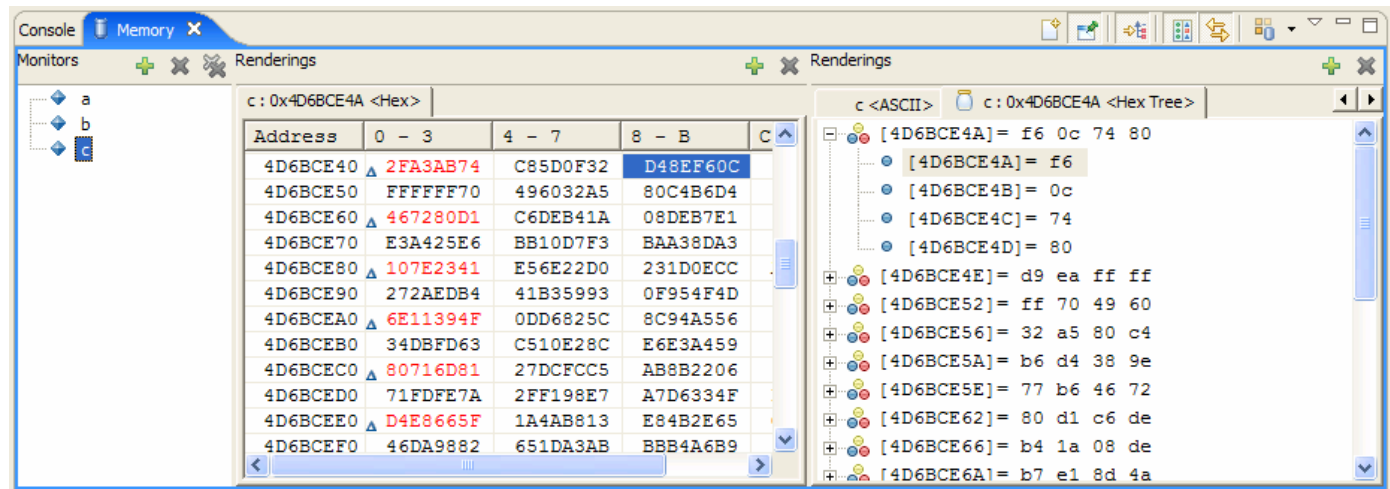 Console Memory
Monitors
a
b
c
Renderings
c : 0x4D6BCE4A <Hex>
Address 0 - 3 4 - 7 8 - B C
4D6BCE40 2FA3AB74 C85D0F32 D48EF60C
4D6BCE50 FFFFFF70 496032A5 80C4B6D4
4D6BCE60 467280D1 C6DEB41A 08DEB7E1
4D6BCE70 E3A425E6 BB10D7F3 BAA38DA3
4D6BCE80 107E2341 E56E22D0 231D0ECC
4D6BCE90 272AEDB4 41B35993 0F954F4D
4D6BCEA0 6E11394F 0DD6825C 8C94A556
4D6BCEB0 34DBFD63 C510E28C E6E3A459
4D6BCEC0 80716D81 27DCFCC5 AB8B2206
4D6BCED0 71FDFE7A 2FF198E7 A7D6334F
4D6BCEE0 D4E8665F 1A4AB813 E84B2E65
4D6BCEF0 46DA9882 651DA3AB BBB4A6B9
Renderings
c <ASCII> c : 0x4D6BCE4A <Hex Tree>
[4D6BCE4A]= f6 0c 74 80
[4D6BCE4A]= f6
[4D6BCE4B]= 0c
[4D6BCE4C]= 74
[4D6BCE4D]= 80
[4D6BCE4E]= d9 ea ff ff
[4D6BCE52]= ff 70 49 60
[4D6BCE56]= 32 a5 80 c4
[4D6BCE5A]= b6 d4 38 9e
[4D6BCE5E]= 77 b6 46 72
[4D6BCE62]= 80 d1 c6 de
[4D6BCE66]= b4 1a 08 de
[4D6BCE6A]= b7 e1 8d 4a